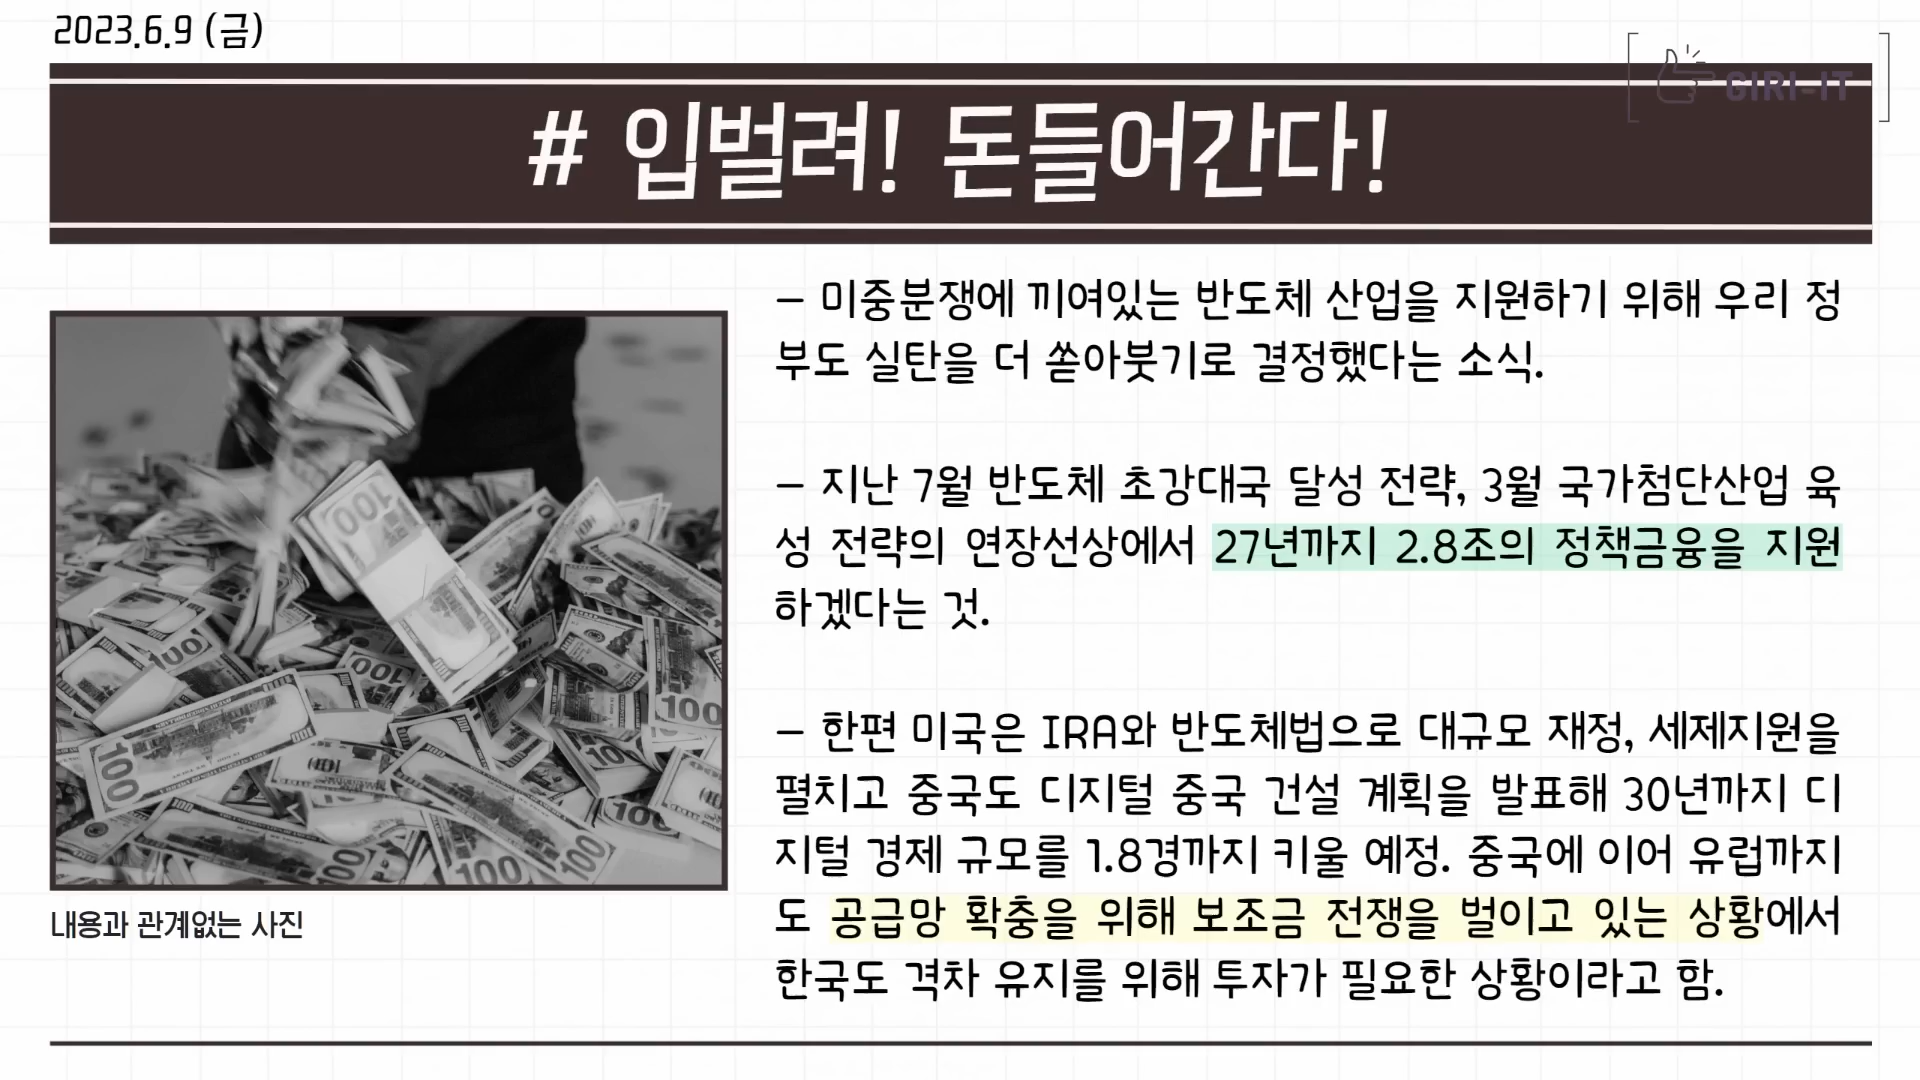 2023.6.9 (금)
GIRI-IT
# 입벌려! 돈들어간다!
– 미중분쟁에 끼여있는 반도체 산업을 지원하기 위해 우리 정
부도 실탄을 더 쏟아붓기로 결정했다는 소식.
– 지난 7월 반도체 초강대국 달성 전략, 3월 국가첨단산업 육
성 전략의 연장선상에서 27년까지 2.8조의 정책금융을 지원
하겠다는 것.
– 한편 미국은 IRA와 반도체법으로 대규모 재정, 세제지원을
펼치고 중국도 디지털 중국 건설 계획을 발표해 30년까지 디
지털 경제 규모를 1.8경까지 키울 예정. 중국에 이어 유럽까지
도 공급망 확충을 위해 보조금 전쟁을 벌이고 있는 상황에서
한국도 격차 유지를 위해 투자가 필요한 상황이라고 함.
100
100
100
100
100
100
100
내용과 관계없는 사진